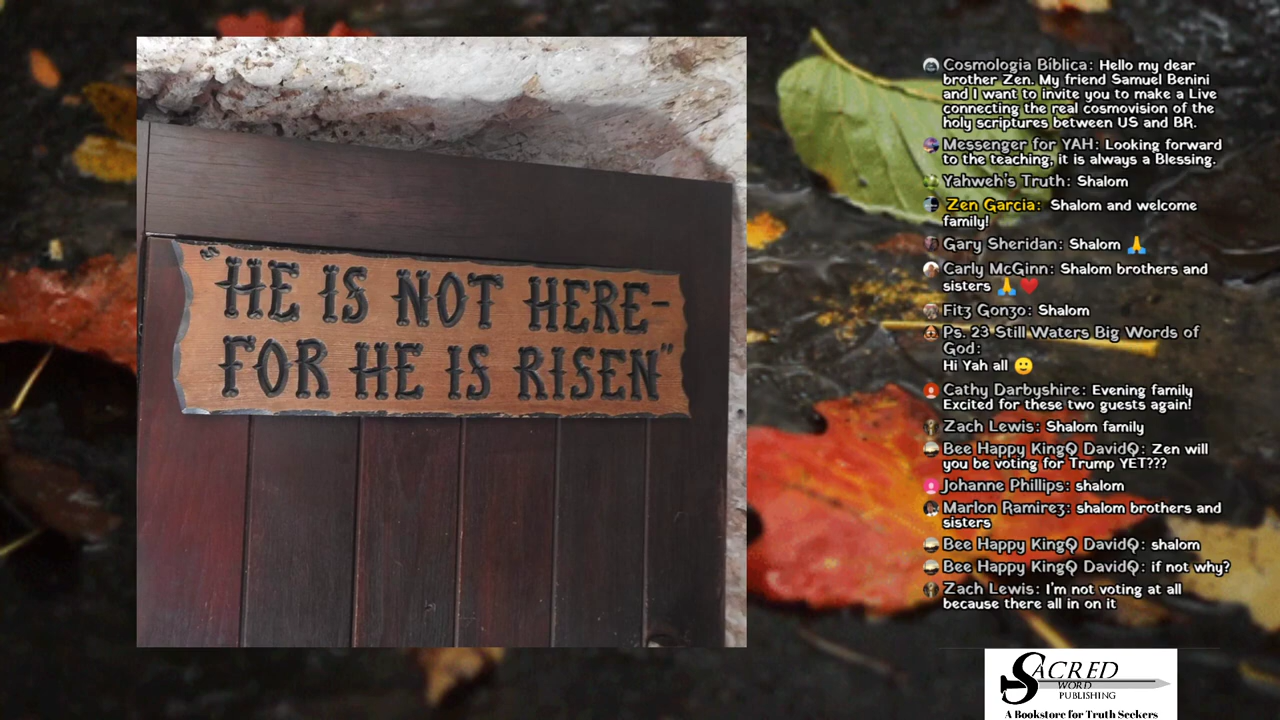 "HE IS NOT HERE-
FOR HE IS RISEN"
Cosmologia Bíblica: Hello my dear
brother Zen. My friend Samuel Benini
and I want to invite you to make a Live
connecting the real cosmovision of the
holy scriptures between US and BR.
Messenger for YAH: Looking forward
to the teaching, it is always a Blessing.
Yahweh's Truth: Shalom
Zen Garcia: Shalom and welcome
family!
Gary Sheridan: Shalom 🙏
Carly McGinn: Shalom brothers and
sisters 🙏❤️
Fitz Gonzo: Shalom
Ps. 23 Still Waters Big Words of
God:
Hi Yah all 🙂
Cathy Darbyshire: Evening family
Excited for these two guests again!
Zach Lewis: Shalom family
Bee Happy KingQ DavidQ: Zen will
you be voting for Trump YET???
Johanne Phillips: shalom
Marlon Ramirez: shalom brothers and
sisters
Bee Happy KingQ DavidQ: shalom
Bee Happy KingQ DavidQ: if not why?
Zach Lewis: I'm not voting at all
because there all in on it
SACRED
WORD
PUBLISHING
A Bookstore for Truth Seekers